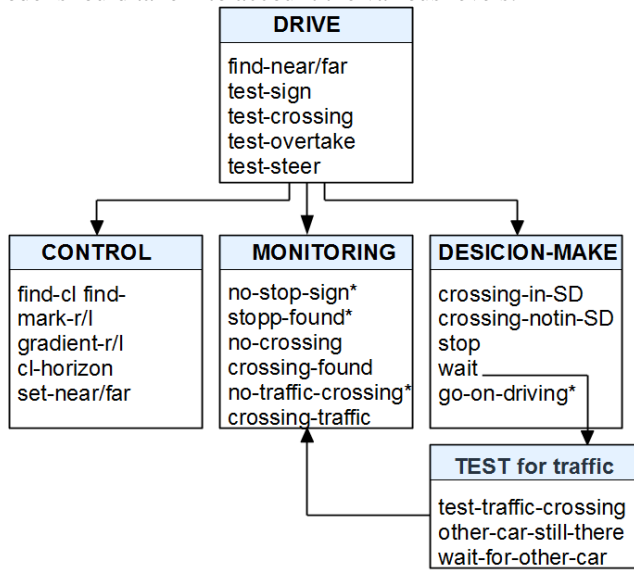 DRIVE
find-near/far
test-sign
test-crossing
test-overtake
test-steer
CONTROL
find-cl find-
mark-r/l
gradient-r/l
cl-horizon
set-near/far
MONITORING
no-stop-sign*
stopp-found*
no-crossing
crossing-found
no-traffic-crossing*
crossing-traffic
DESICION-MAKE
crossing-in-SD
crossing-notin-SD
stop
wait
go-on-driving*
TEST for traffic
test-traffic-crossing
other-car-still-there
wait-for-other-car